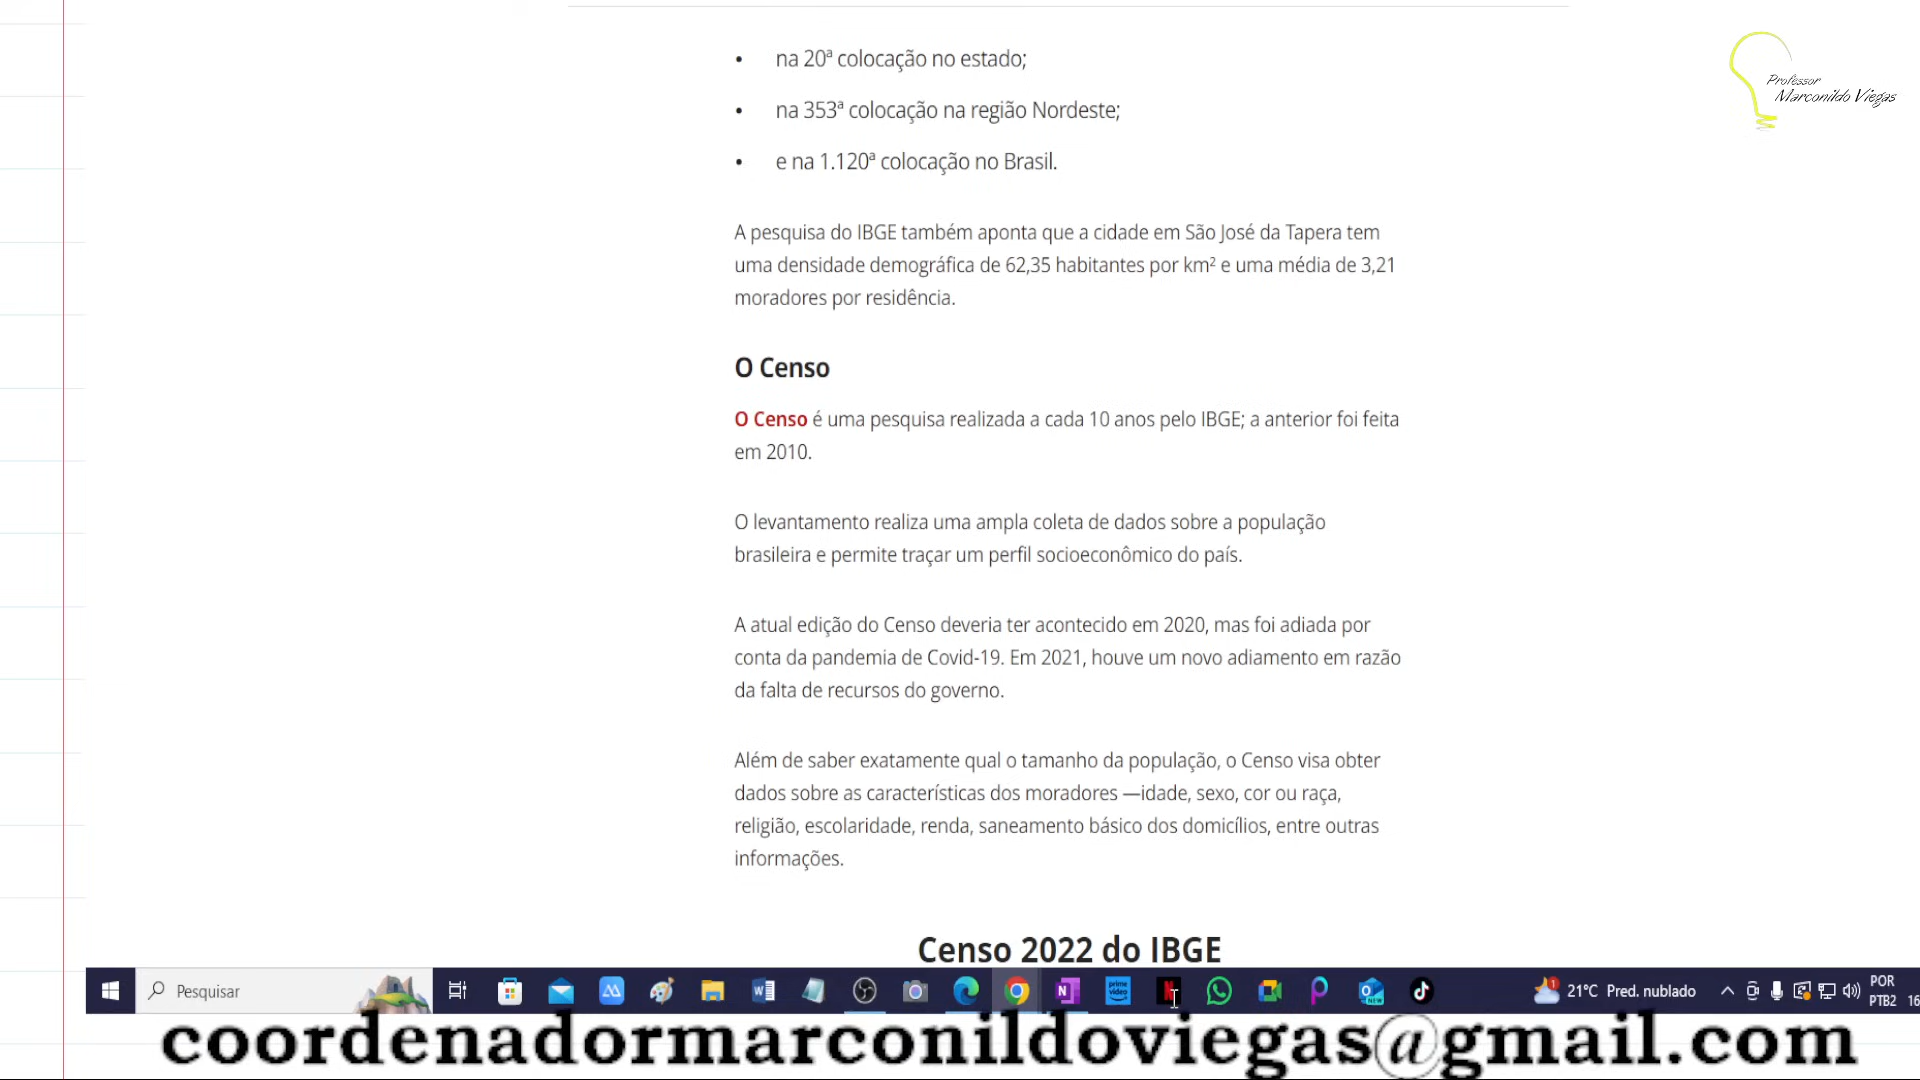 • na 20ª colocação no estado;
• na 353ª colocação na região Nordeste;
• e na 1.120ª colocação no Brasil.
Professor
Marconildo Viegas
A pesquisa do IBGE também aponta que a cidade em São José da Tapera tem
uma densidade demográfica de 62,35 habitantes por km² e uma média de 3,21
moradores por residência.
O Censo
O Censo é uma pesquisa realizada a cada 10 anos pelo IBGE; a anterior foi feita
em 2010.
O levantamento realiza uma ampla coleta de dados sobre a população
brasileira e permite traçar um perfil socioeconômico do país.
A atual edição do Censo deveria ter acontecido em 2020, mas foi adiada por
conta da pandemia de Covid-19. Em 2021, houve um novo adiamento em razão
da falta de recursos do governo.
Além de saber exatamente qual o tamanho da população, o Censo visa obter
dados sobre as características dos moradores —idade, sexo, cor ou raça,
religião, escolaridade, renda, saneamento básico dos domicílios, entre outras
informações.
Censo 2022 do IBGE
Pesquisar
prime video
NEW
1
21°C Pred. nublado
POR
PTB2
16
coordenadormarconildoviegas@gmail.com